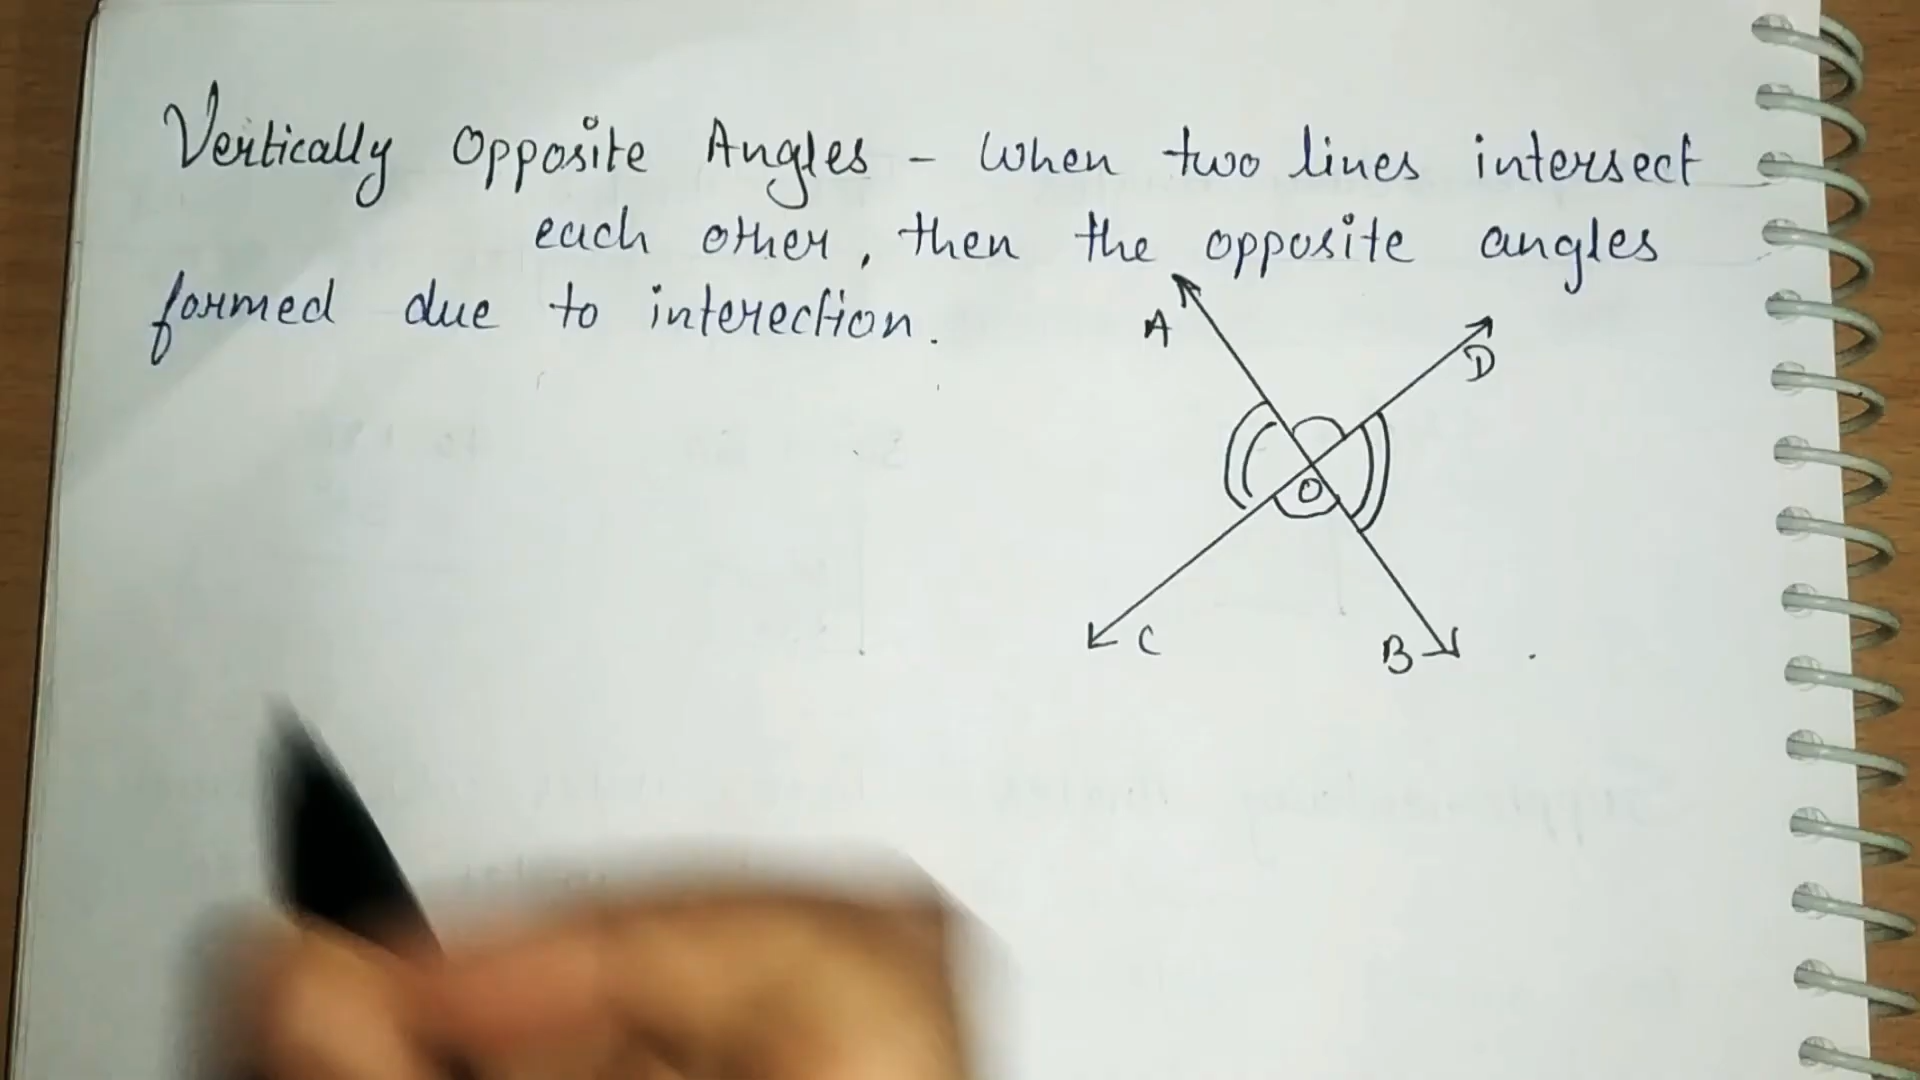 Vertically Opposite Angles - When two lines intersect
each other, then the opposite angles
formed due to interection.
A
D
O
C
B